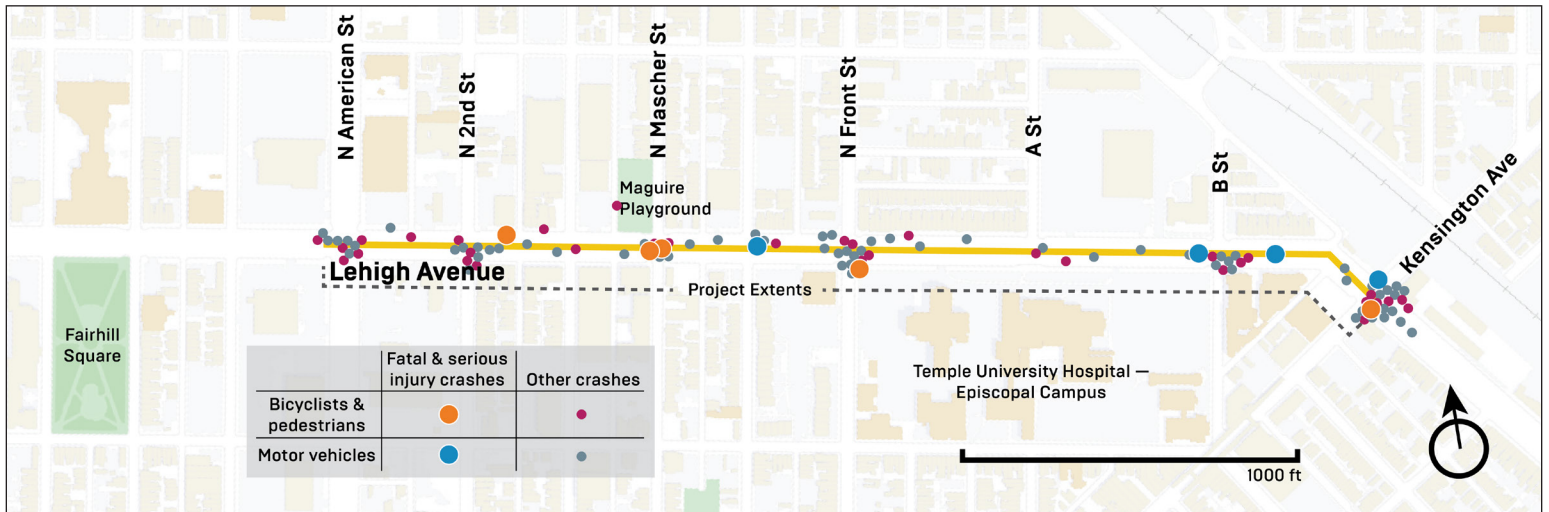 N American St
N 2nd St
N Mascher St
N Front St
A St
B St
Kensington Ave
Maguire
Playground
Lehigh Avenue
Project Extents
Fairhill
Square
Fatal & serious
injury crashes
Other crashes
Bicyclists &
pedestrians
Motor vehicles
Temple University Hospital —
Episcopal Campus
1000 ft